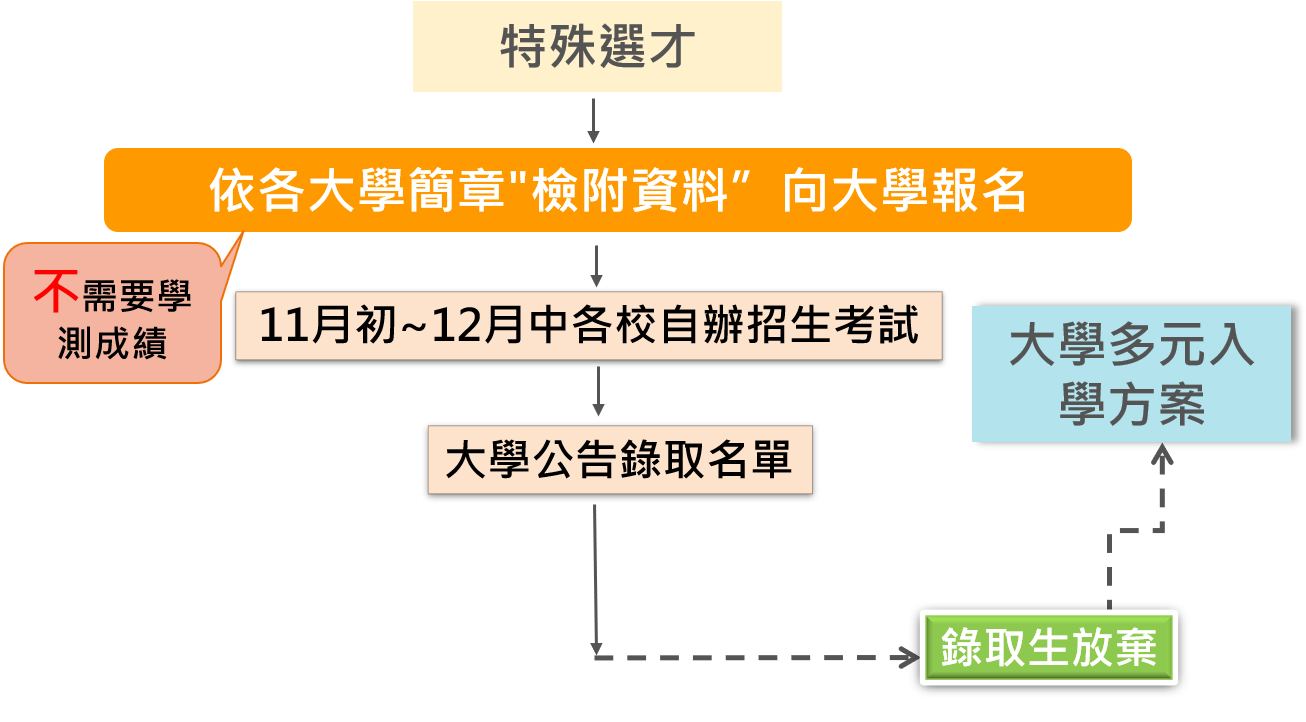 特殊選才
依各大學簡章"檢附資料” 向大學報名
不需要學
測成績
11月初~12月中各校自辦招生考試
大學多元入
學方案
大學公告錄取名單
錄取生放棄